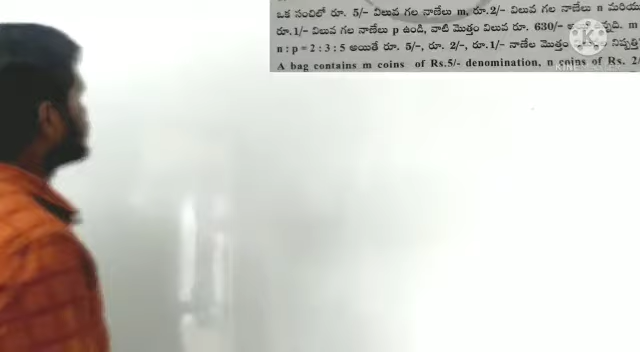 ఒక సంచిలో రూ. 5/- విలువ గల నాణేలు m, రూ.2/- విలువ గల నాణేలు n మరియు
రూ.1/- విలువ గల నాణేలు p ఉండి, వాటి మొత్తం విలువ రూ. 630/- m
n : p = 2 : 3 : 5 అయితే రూ. 5/-, రూ. 2/-, రూ.1/- నాణేల మొత్తం నిష్పత్తి
A bag contains m coins of Rs.5/- denomination, n coins of Rs. 2/